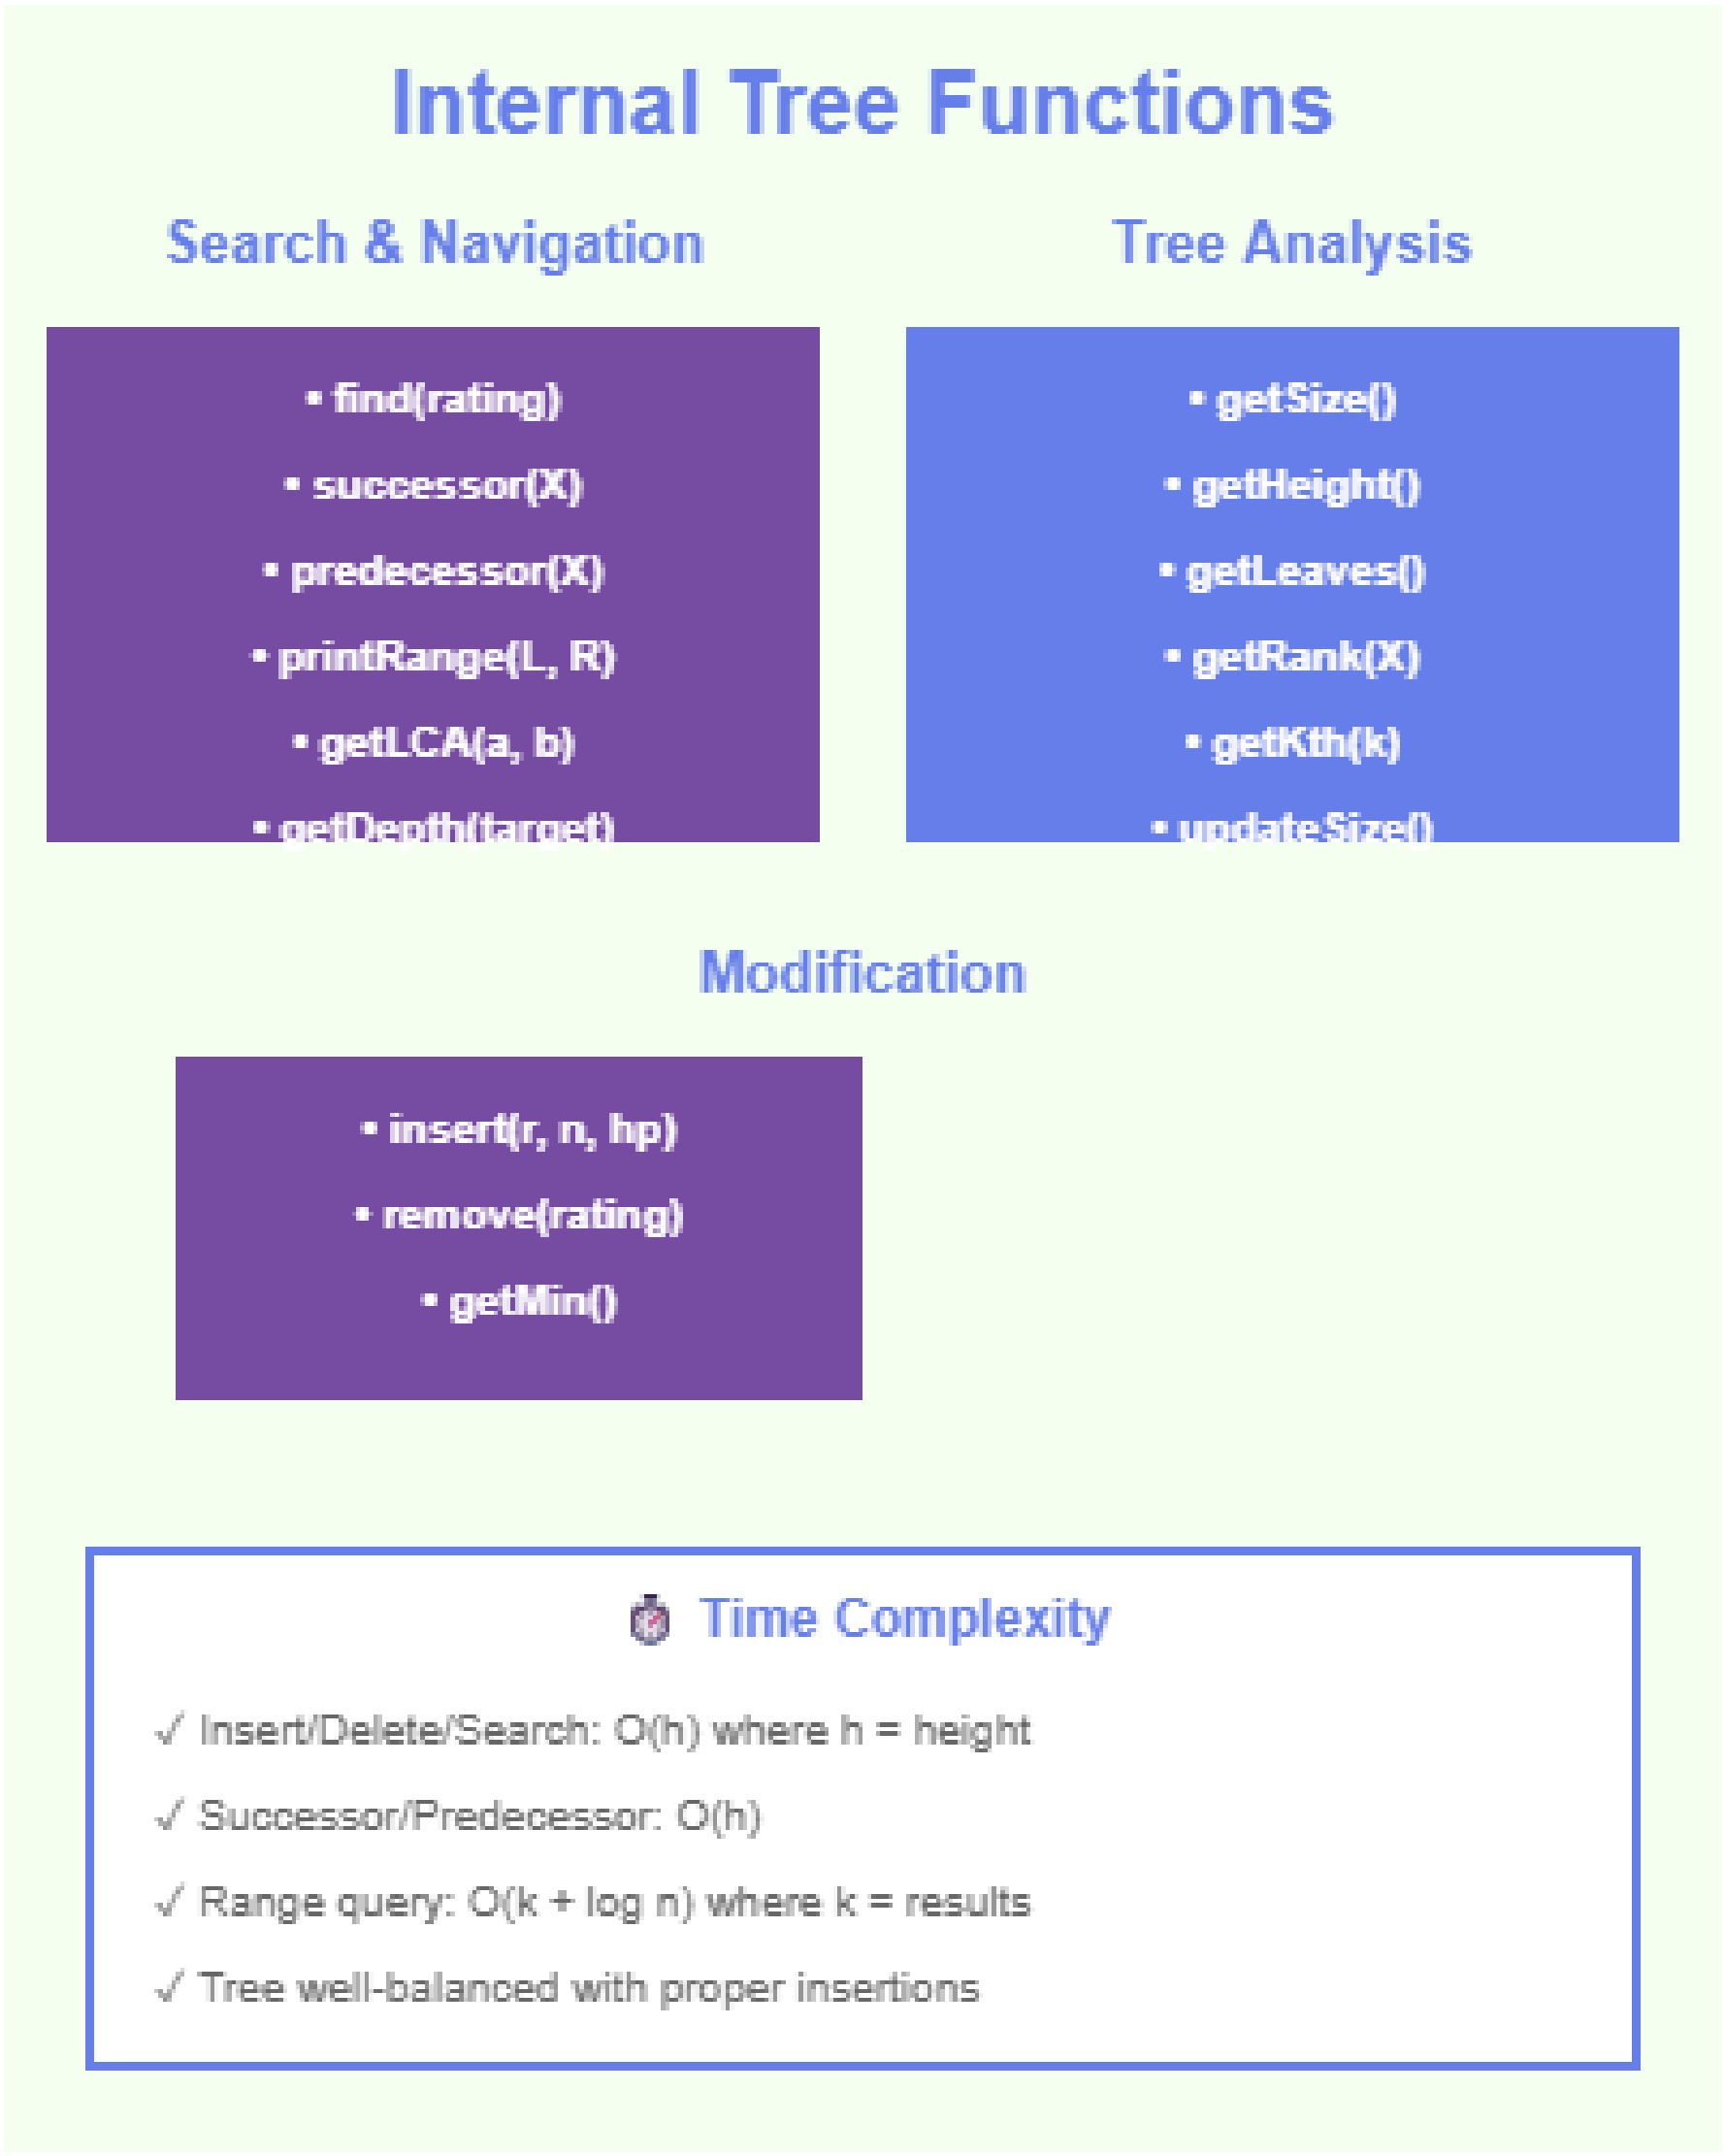 Internal Tree Functions
Search & Navigation
• find(rating)
• successor(X)
• predecessor(X)
• printRange(L, R)
• getLCA(a, b)
• getDepth(target)
Tree Analysis
• getSize()
• getHeight()
• getLeaves()
• getRank(X)
• getKth(k)
• updateSize()
Modification
• insert(r, n, hp)
• remove(rating)
• getMin()
⏱ Time Complexity
✓ Insert/Delete/Search: O(h) where h = height
✓ Successor/Predecessor: O(h)
✓ Range query: O(k + log n) where k = results
✓ Tree well-balanced with proper insertions